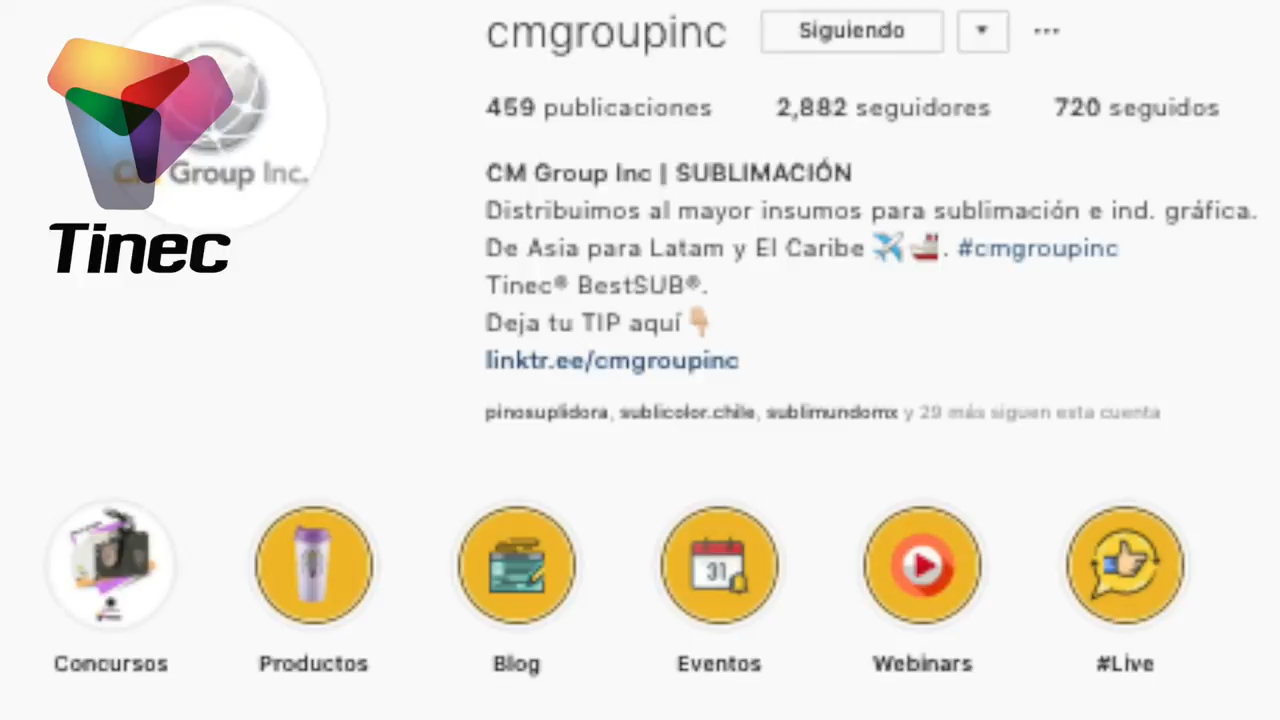 cmgroupinc Siguiendo
459 publicaciones 2,882 seguidores 720 seguidos
CM Group Inc.
Tinec
CM Group Inc | SUBLIMACIÓN
Distribuimos al mayor insumos para sublimación e ind. gráfica.
De Asia para Latam y El Caribe ✈️🚢. #cmgroupinc
Tinec® BestSUB®.
Deja tu TIP aquí 👇🏼
linktr.ee/cmgroupinc
pinosuplidora, sublicolor.chile, sublimundomx y 29 más siguen esta cuenta
31
Concursos Productos Blog Eventos Webinars #Live